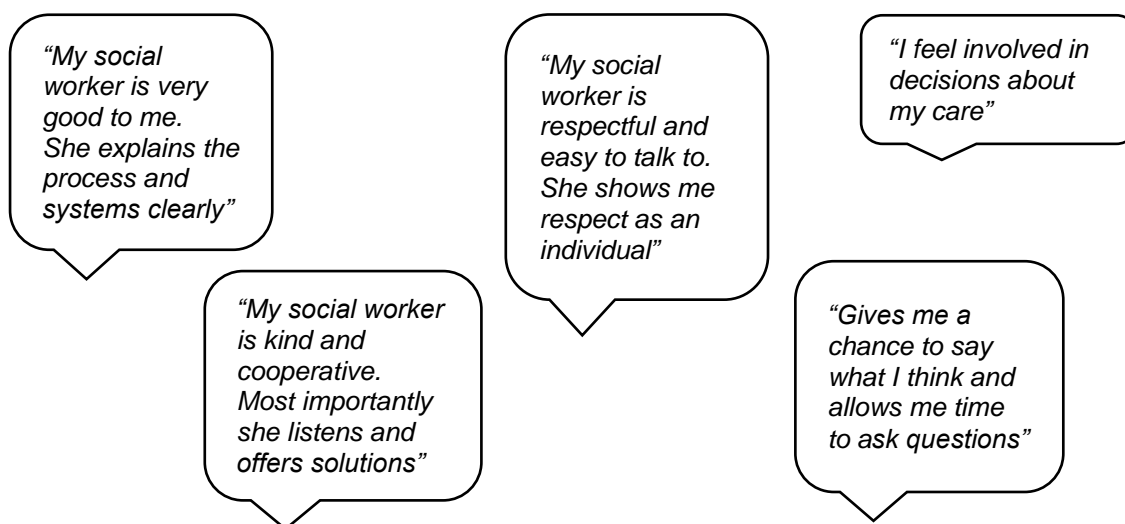 “My social
worker is very
good to me.
She explains the
process and
systems clearly”
“My social
worker is
respectful and
easy to talk to.
She shows me
respect as an
individual”
“I feel involved in
decisions about
my care”
“My social worker
is kind and
cooperative.
Most importantly
she listens and
offers solutions”
“Gives me a
chance to say
what I think and
allows me time
to ask questions”